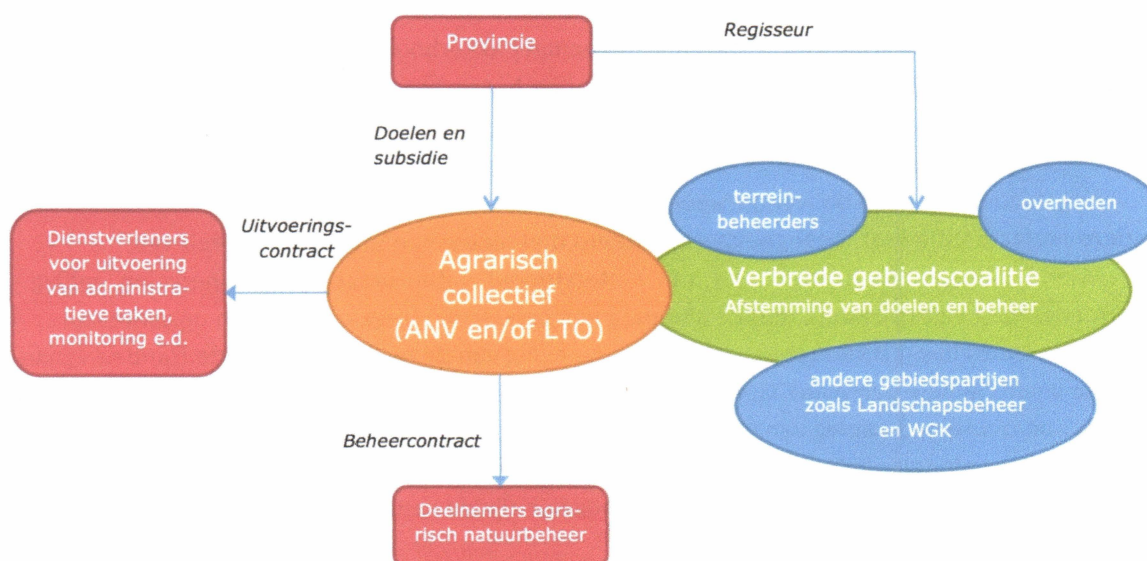 Provincie
Regisseur
Doelen en
subsidie
terrein-
beheerders
overheden
Uitvoerings-
contract
Dienstverleners
voor uitvoering
van administra-
tieve taken,
monitoring e.d.
Agrarisch
collectief
(ANV en/of LTO)
Verbrede gebiedscoalitie
Afstemming van doelen en beheer
andere gebiedspartijen
zoals Landschapsbeheer
en WGK
Beheercontract
Deelnemers agra-
risch natuurbeheer